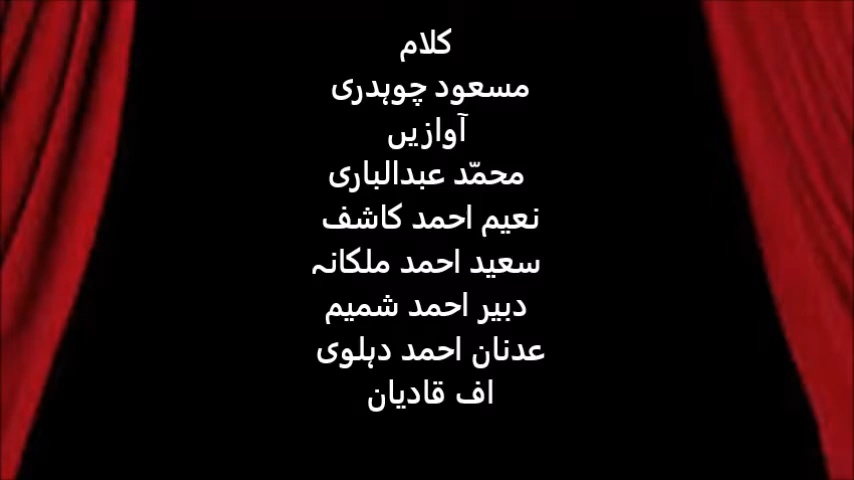 کلام
مسعود چوہدری
آوازیں
محمّد عبدالباری
نعیم احمد کاشف
سعید احمد ملکانہ
دبیر احمد شمیم
عدنان احمد دہلوی
اف قادیان